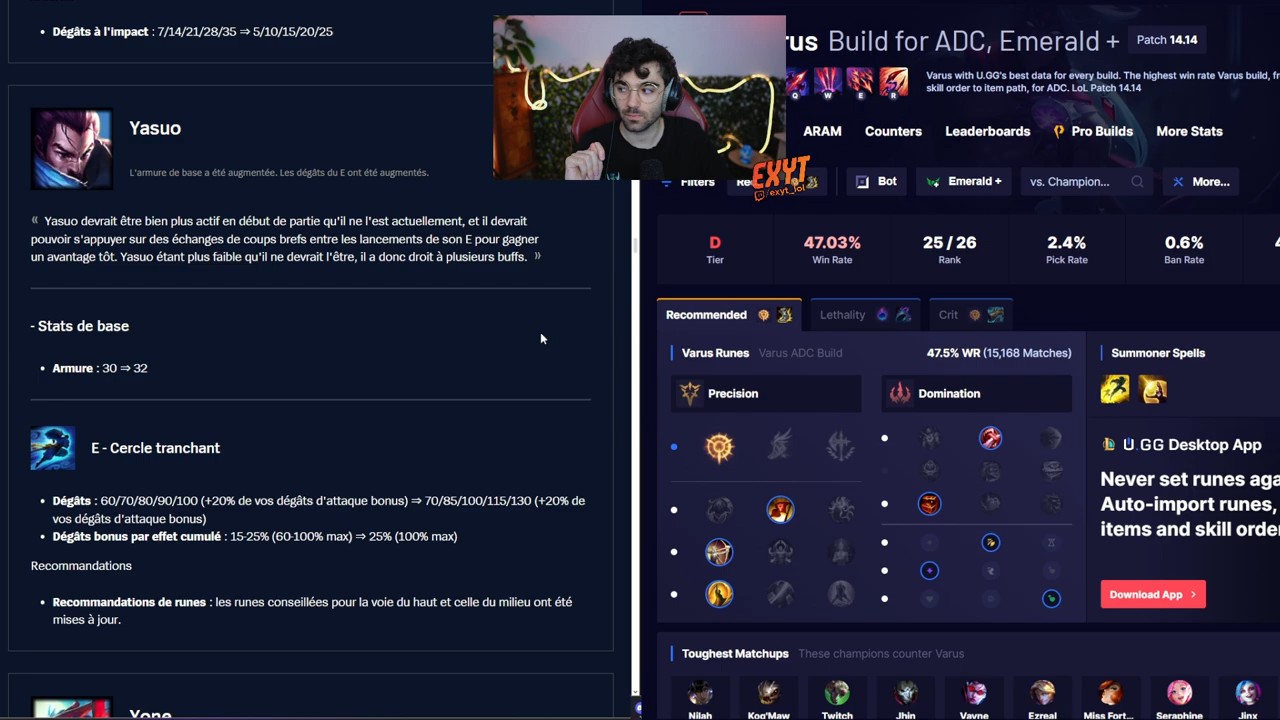 Dégâts à l'impact : 7/14/21/28/35 ⇒ 5/10/15/20/25
Yasuo
L'armure de base a été augmentée. Les dégâts du E ont été augmentés.
« Yasuo devrait être bien plus actif en début de partie qu'il ne l'est actuellement, et il devrait
pouvoir s'appuyer sur des échanges de coups brefs entre les lancements de son E pour gagner
un avantage tôt. Yasuo étant plus faible qu'il ne devrait l'être, il a donc droit à plusieurs buffs. »
- Stats de base
Armure : 30 ⇒ 32
E - Cercle tranchant
Dégâts : 60/70/80/90/100 (+20% de vos dégâts d'attaque bonus) ⇒ 70/85/100/115/130 (+20% de
vos dégâts d'attaque bonus)
Dégâts bonus par effet cumulé : 15-25% (60-100% max) ⇒ 25% (100% max)
Recommandations
Recommandations de runes : les runes conseillées pour la voie du haut et celle du milieu ont été
mises à jour.
Yone
EXYT
/exyt_lol
rus Build for ADC, Emerald + Patch 14.14
Q W E R
Varus with U.GG's best data for every build. The highest win rate Varus build, fr
skill order to item path, for ADC. LoL Patch 14.14
ARAM Counters Leaderboards Pro Builds More Stats
Filters Bot Emerald + vs. Champion... More...
D 47.03% 25 / 26 2.4% 0.6%
Tier Win Rate Rank Pick Rate Ban Rate
Recommended Lethality Crit
Varus Runes Varus ADC Build 47.5% WR (15,168 Matches)
Precision Domination
Summoner Spells
U.GG Desktop App
Never set runes aga
Auto-import runes,
items and skill order
Download App
Toughest Matchups These champions counter Varus
Nilah Kog'Maw Twitch Jhin Vayne Ezreal Miss Fort... Seraphine Jinx